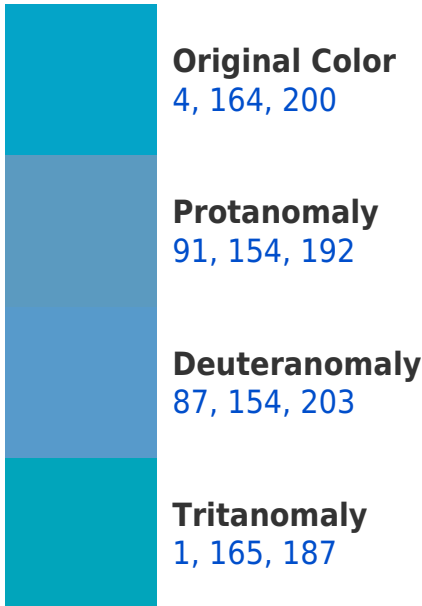 Original Color
4, 164, 200
Protanomaly
91, 154, 192
Deuteranomaly
87, 154, 203
Tritanomaly
1, 165, 187